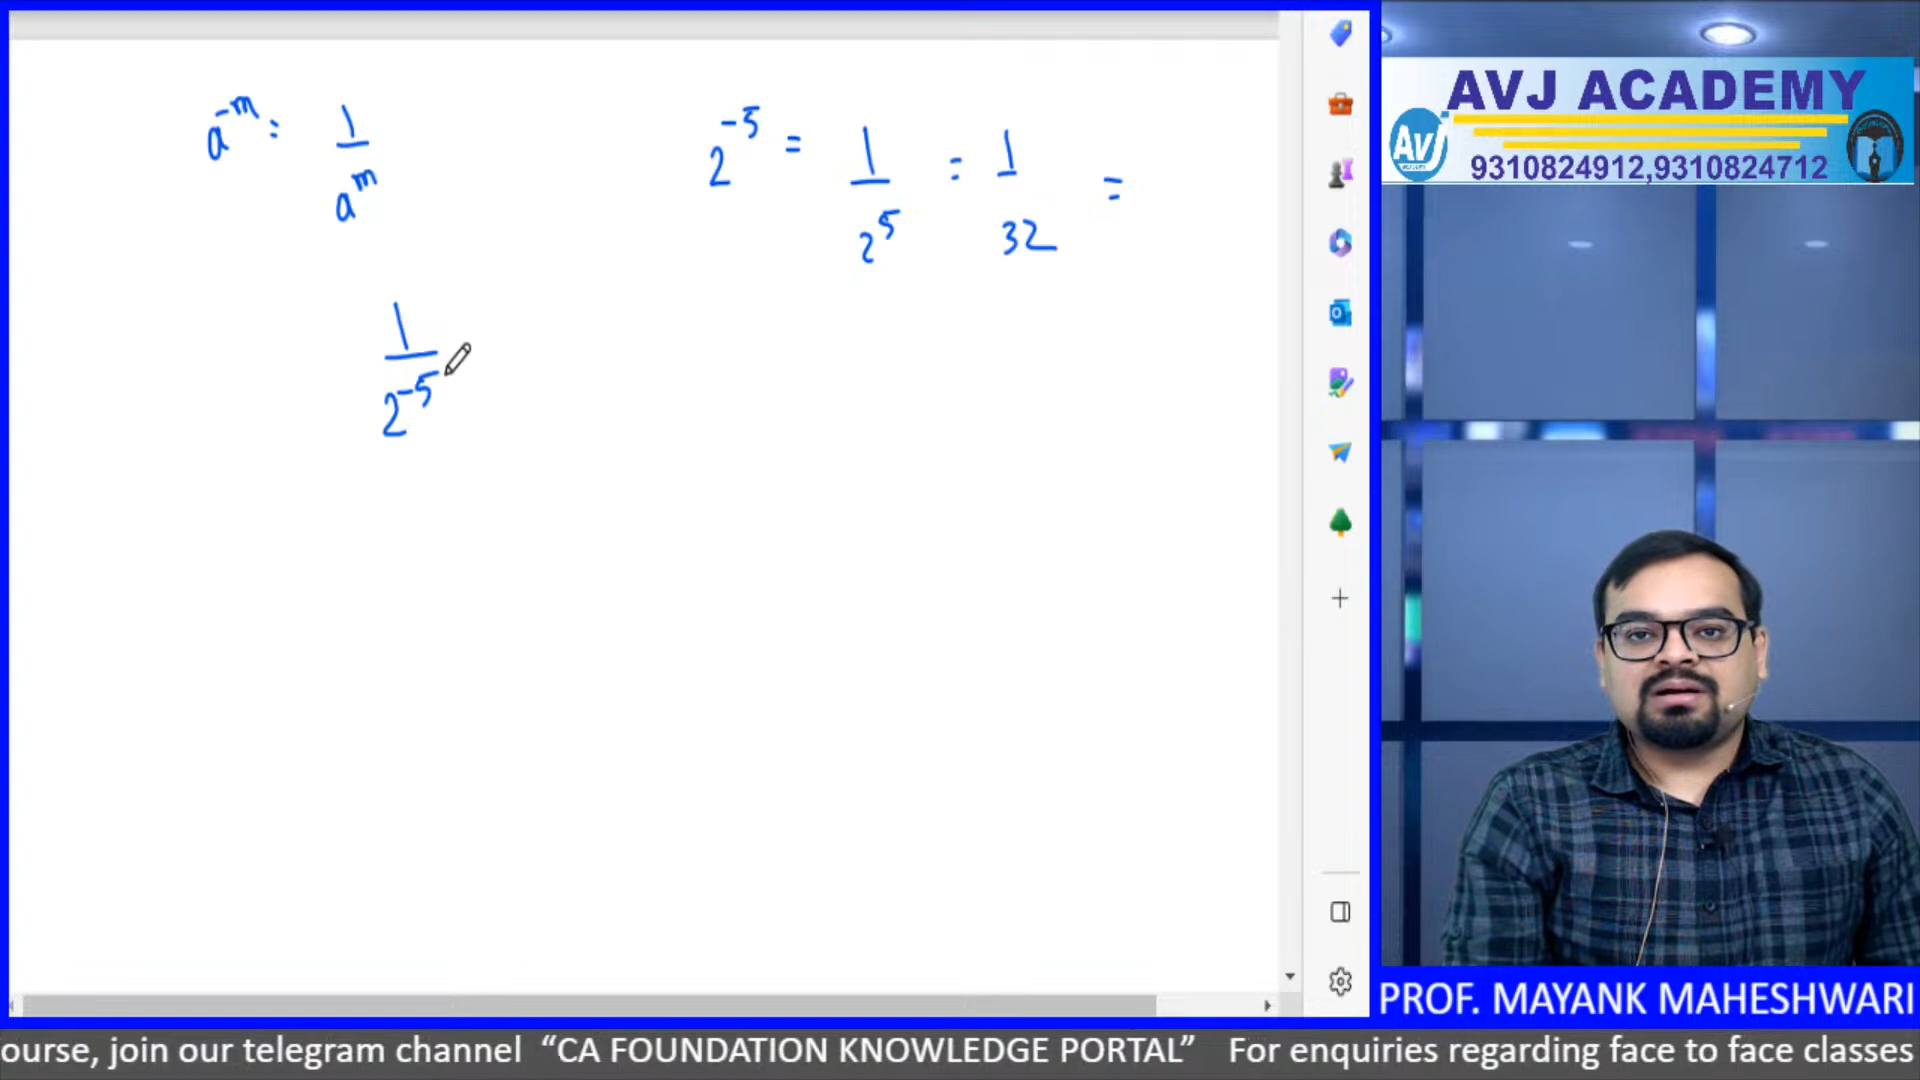 a^-m = 1/a^m
2^-5 = 1/2^5 = 1/32 =
1/2^-5
AVJ ACADEMY
AVJ
9310824912,9310824712
PROF. MAYANK MAHESHWARI
ourse, join our telegram channel “CA FOUNDATION KNOWLEDGE PORTAL” For enquiries regarding face to face classes